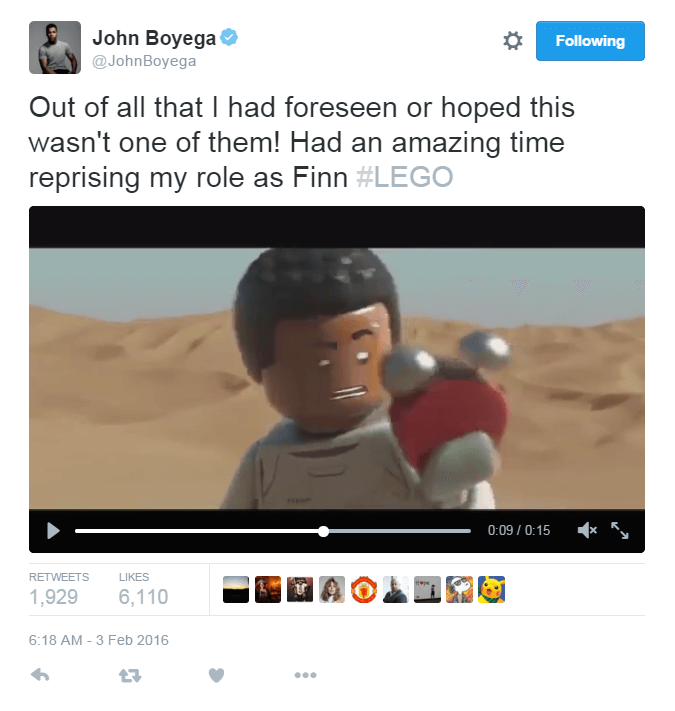 John Boyega
@JohnBoyega
Following
Out of all that I had foreseen or hoped this
wasn't one of them! Had an amazing time
reprising my role as Finn #LEGO
0:09 / 0:15
RETWEETS LIKES
1,929 6,110
6:18 AM - 3 Feb 2016